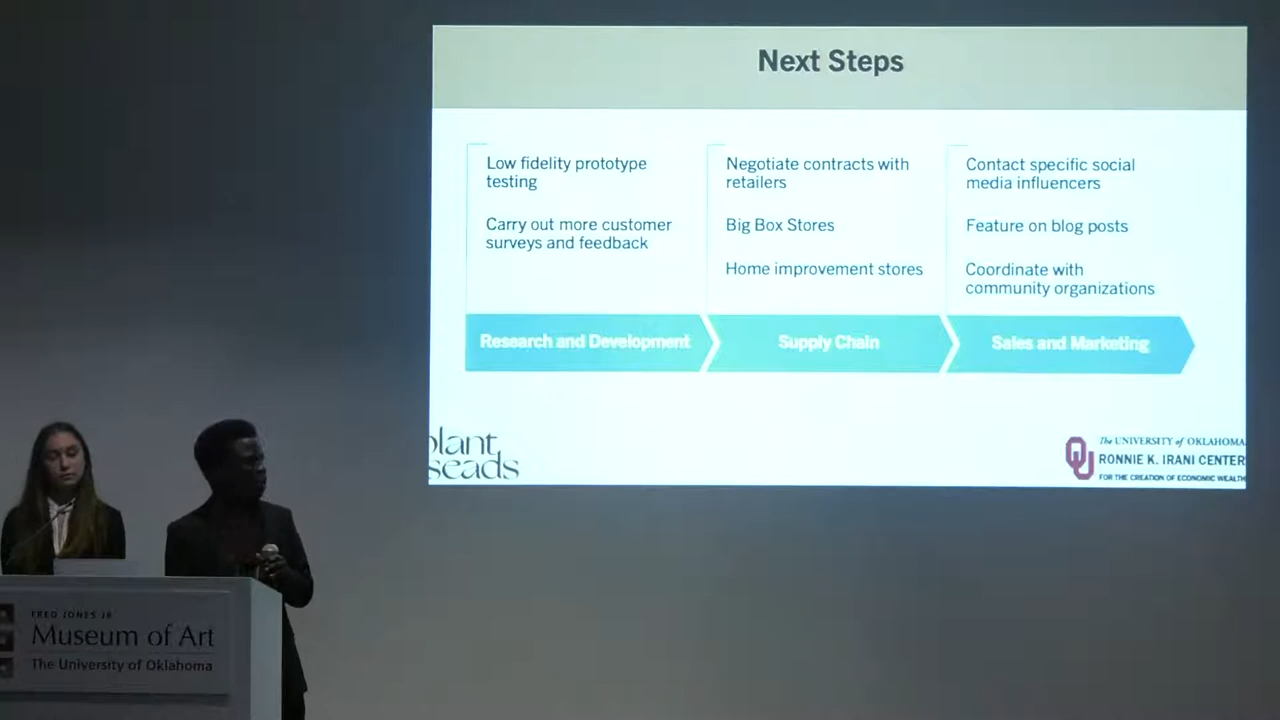 Next Steps
Low fidelity prototype
testing
Carry out more customer
surveys and feedback
Negotiate contracts with
retailers
Big Box Stores
Home improvement stores
Contact specific social
media influencers
Feature on blog posts
Coordinate with
community organizations
Research and Development
Supply Chain
Sales and Marketing
plant
seads
OU
The UNIVERSITY of OKLAHOMA
RONNIE K. IRANI CENTER
FOR THE CREATION OF ECONOMIC WEALTH
FRED JONES JR
Museum of Art
The University of Oklahoma